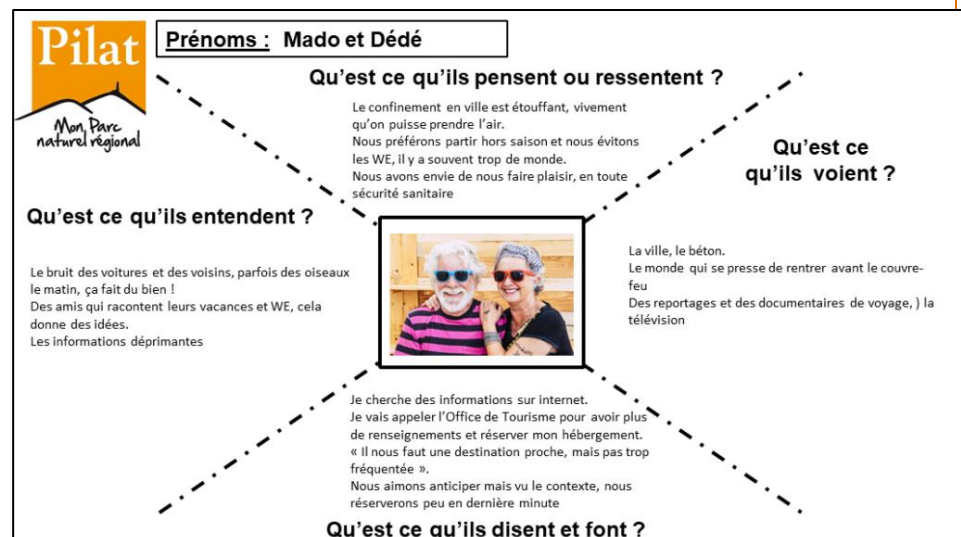 Pilat
Mon Parc
naturel régional
Prénoms : Mado et Dédé
Qu'est ce qu'ils pensent ou ressentent ?
Le confinement en ville est étouffant, vivement
qu'on puisse prendre l'air.
Nous préférons partir hors saison et nous évitons
les WE, il y a souvent trop de monde.
Nous avons envie de nous faire plaisir, en toute
sécurité sanitaire
Qu'est ce
qu'ils voient ?
La ville, le béton.
Le monde qui se presse de rentrer avant le couvre-
feu
Des reportages et des documentaires de voyage, ) la
télévision
Qu'est ce qu'ils entendent ?
Le bruit des voitures et des voisins, parfois des oiseaux
le matin, ça fait du bien !
Des amis qui racontent leurs vacances et WE, cela
donne des idées.
Les informations déprimantes
Je cherche des informations sur internet.
Je vais appeler l'Office de Tourisme pour avoir plus
de renseignements et réserver mon hébergement.
« Il nous faut une destination proche, mais pas trop
fréquentée ».
Nous aimons anticiper mais vu le contexte, nous
réserverons peu en dernière minute
Qu'est ce qu'ils disent et font ?